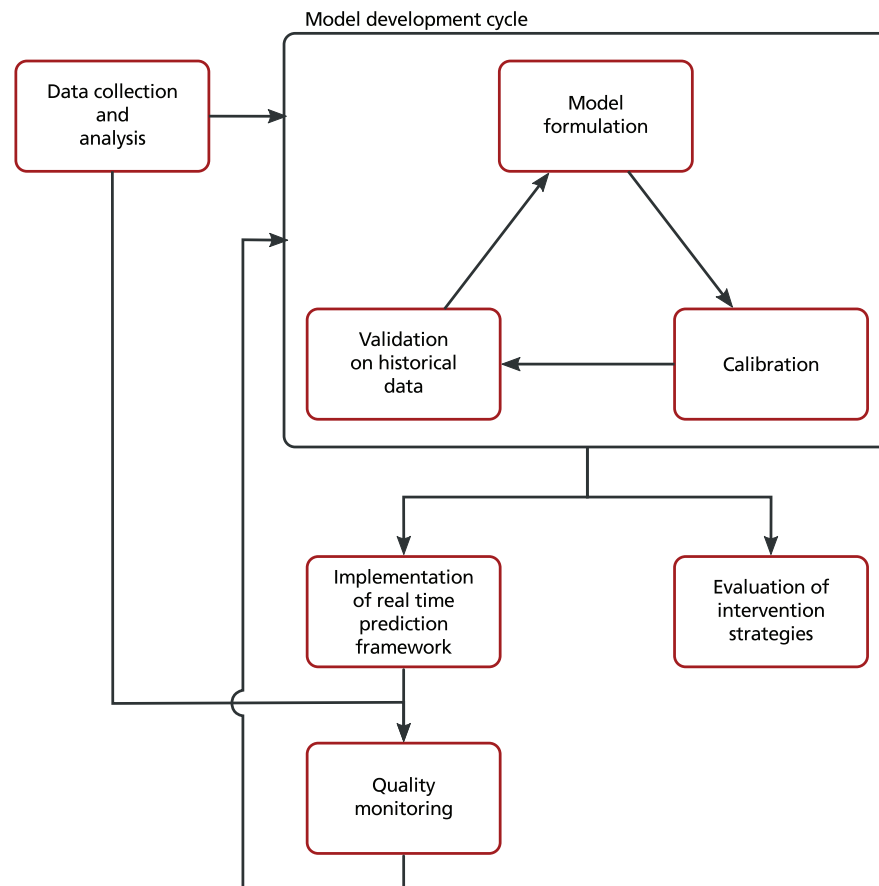 Model development cycle
Data collection
and
analysis
Model
formulation
Validation
on historical
data
Calibration
Implementation
of real time
prediction
framework
Evaluation of
intervention
strategies
Quality
monitoring